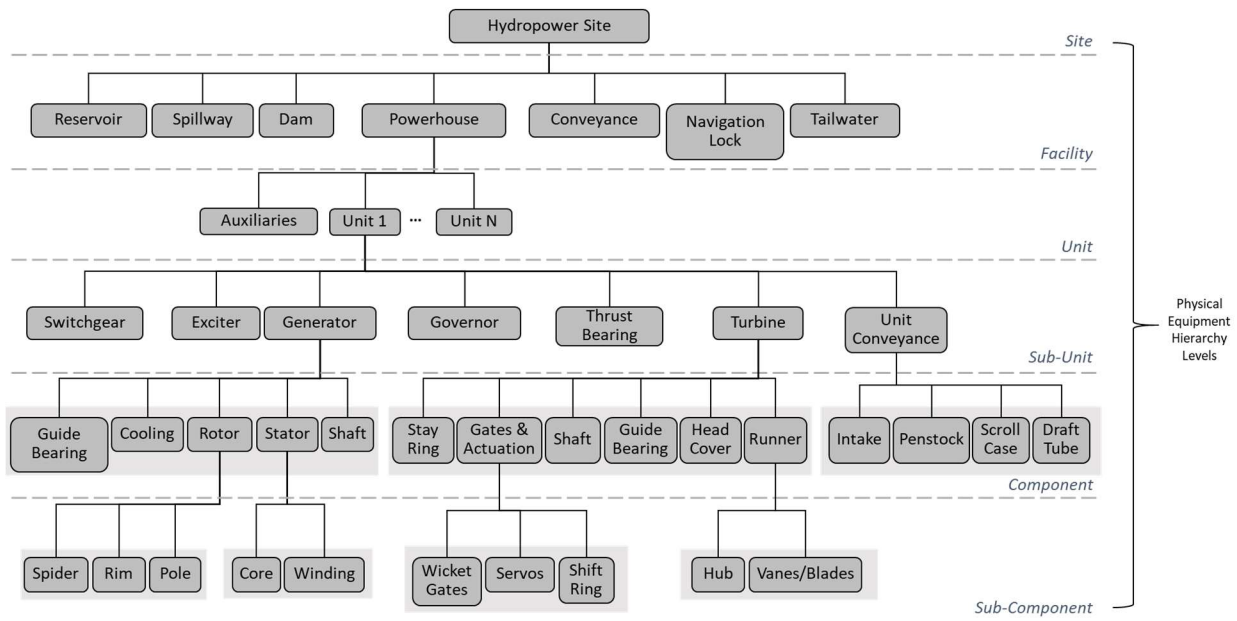 Hydropower Site
Site
Reservoir
Spillway
Dam
Powerhouse
Conveyance
Navigation
Lock
Tailwater
Facility
Auxiliaries
Unit 1
...
Unit N
Unit
Switchgear
Exciter
Generator
Governor
Thrust
Bearing
Turbine
Unit
Conveyance
Sub-Unit
Physical
Equipment
Hierarchy
Levels
Guide
Bearing
Cooling
Rotor
Stator
Shaft
Stay
Ring
Gates &
Actuation
Shaft
Guide
Bearing
Head
Cover
Runner
Intake
Penstock
Scroll
Case
Draft
Tube
Component
Spider
Rim
Pole
Core
Winding
Wicket
Gates
Servos
Shift
Ring
Hub
Vanes/Blades
Sub-Component